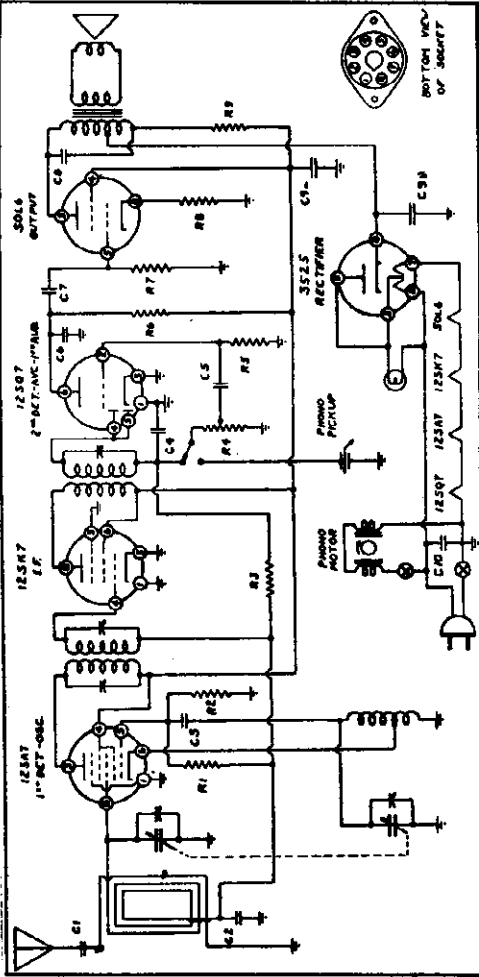 12SA7
1ST DET-OSC
12SK7
I.F.
12SQ7
2ND DET.-AVC-1ST AUD
50L6
OUTPUT
C1
C2
R1
R2
C3
R3
C4
R4
C5
R5
C6
R6
C7
R7
R8
C8
R9
C9A
C9B
35Z5
RECTIFIER
PHONO
PICKUP
PHONO
MOTOR
C10
12SQ7
12SA7
12SK7
50L6
BOTTOM VIEW
OF SOCKET